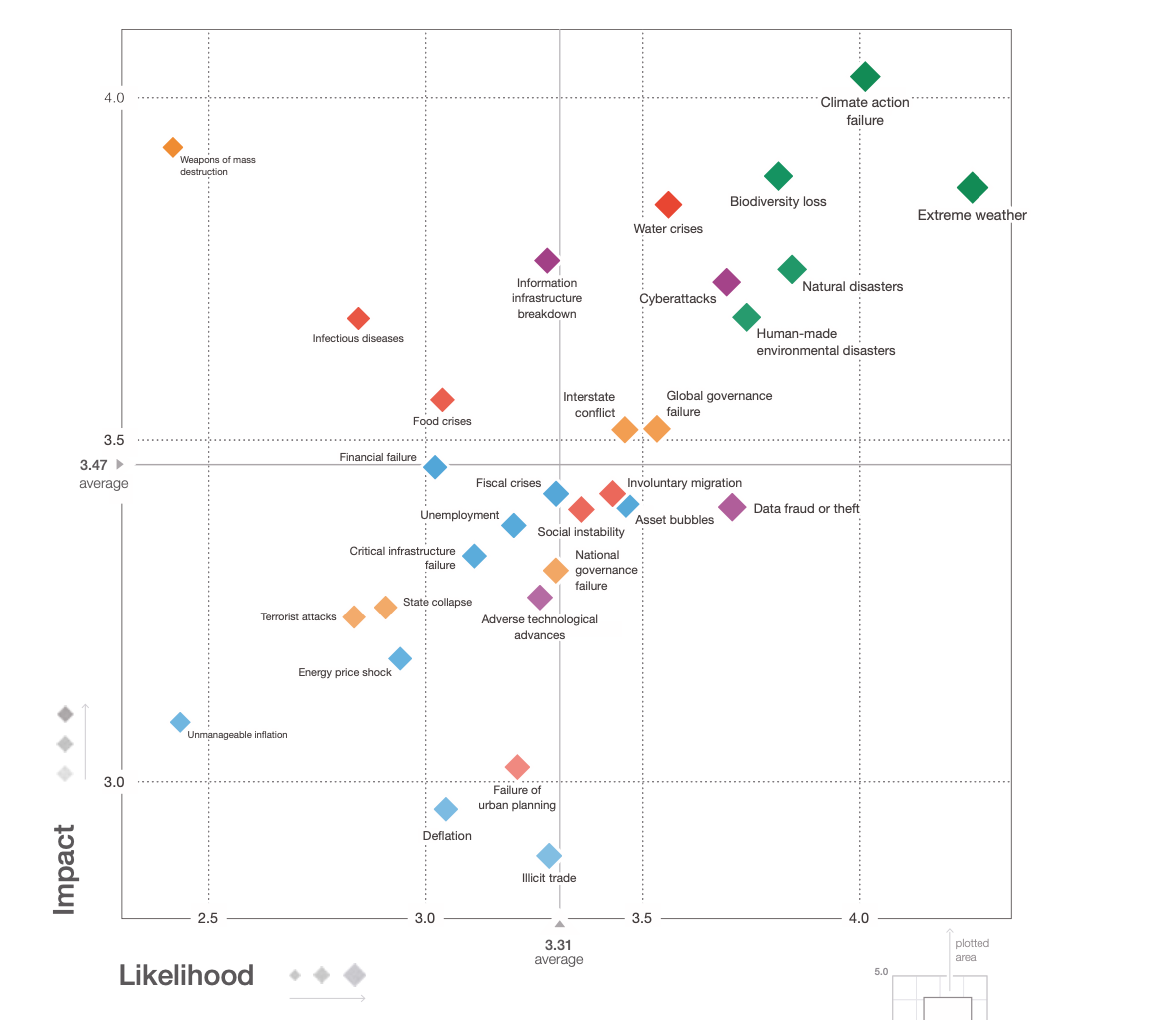 4.0
Climate action
failure
Weapons of mass
destruction
Biodiversity loss
Extreme weather
Water crises
Information
infrastructure
breakdown
Cyberattacks
Natural disasters
Infectious diseases
Human-made
environmental disasters
Interstate
conflict
Global governance
failure
Food crises
3.5
Financial failure
3.47
average
Fiscal crises
Involuntary migration
Unemployment
Social instability
Asset bubbles
Data fraud or theft
Critical infrastructure
failure
National
governance
failure
State collapse
Terrorist attacks
Adverse technological
advances
Energy price shock
Unmanageable inflation
3.0
Failure of
urban planning
Deflation
Illicit trade
Impact
2.5
3.0
3.5
4.0
3.31
average
Likelihood
plotted
area
5.0